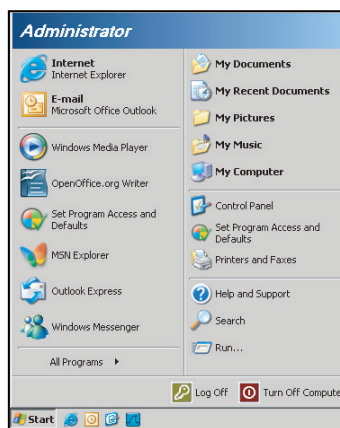 Administrator
Internet
Internet Explorer
E-mail
Microsoft Office Outlook
Windows Media Player
OpenOffice.org Writer
Set Program Access and
Defaults
MSN Explorer
Outlook Express
Windows Messenger
All Programs
My Documents
My Recent Documents
My Pictures
My Music
My Computer
Control Panel
Set Program Access and
Defaults
Printers and Faxes
Help and Support
Search
Run...
Log Off
Turn Off Compute
Start